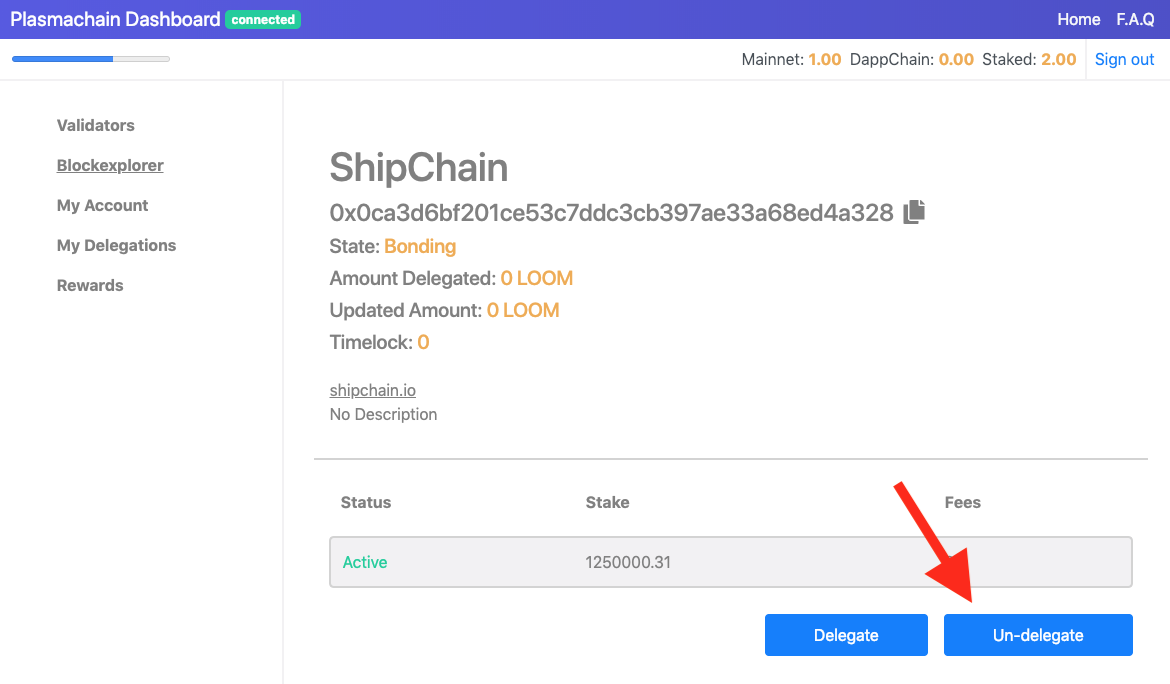 Plasmachain Dashboard connected
Home F.A.Q
Mainnet: 1.00 DappChain: 0.00 Staked: 2.00 Sign out
Validators
Blockexplorer
My Account
My Delegations
Rewards
ShipChain
0x0ca3d6bf201ce53c7ddc3cb397ae33a68ed4a328
State: Bonding
Amount Delegated: 0 LOOM
Updated Amount: 0 LOOM
Timelock: 0
shipchain.io
No Description
Status Stake Fees
Active 1250000.31
Delegate Un-delegate